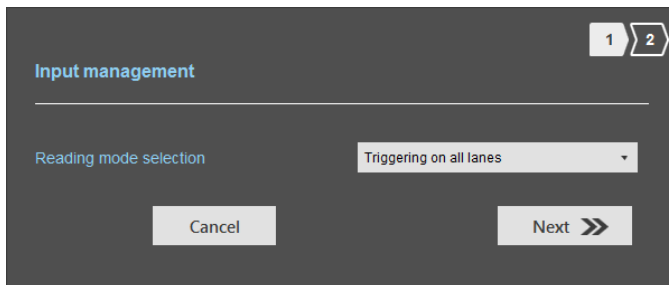 1 2
Input management
Reading mode selection Triggering on all lanes
Cancel Next